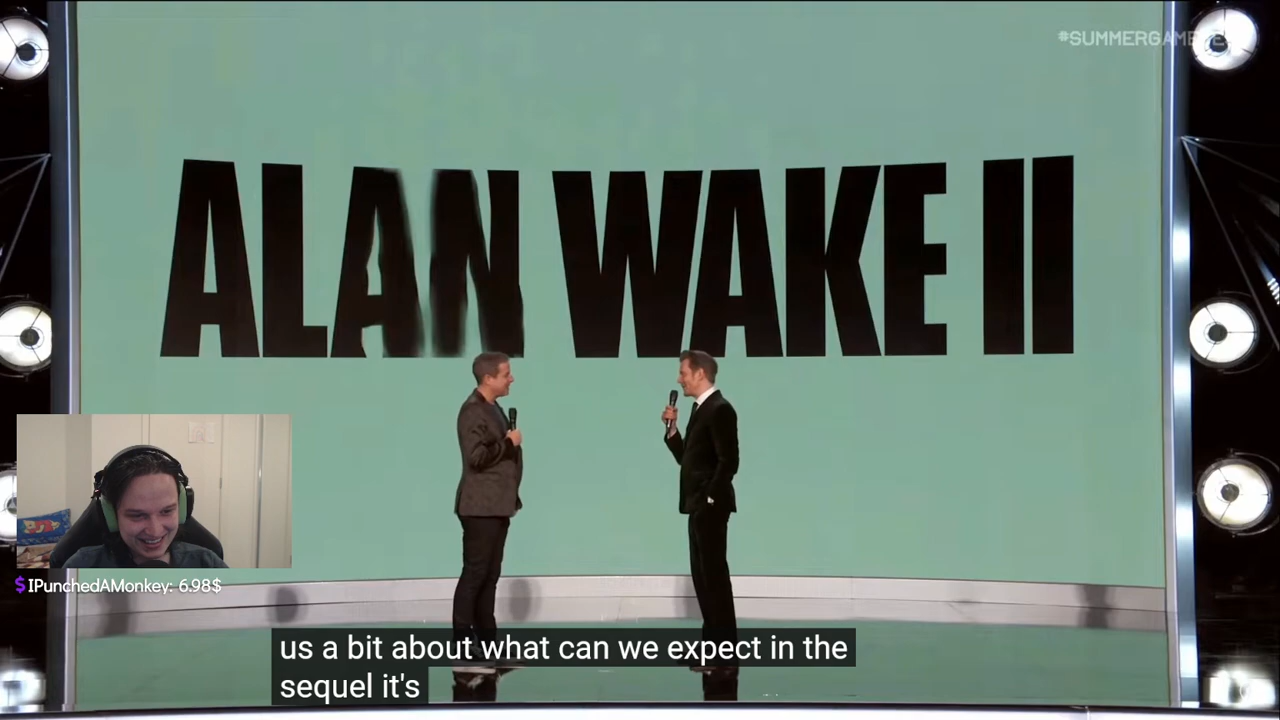 #SUMMERGAME
ALAN WAKE II
$ IPunchedAMonkey: 6.98$
us a bit about what can we expect in the
sequel it's